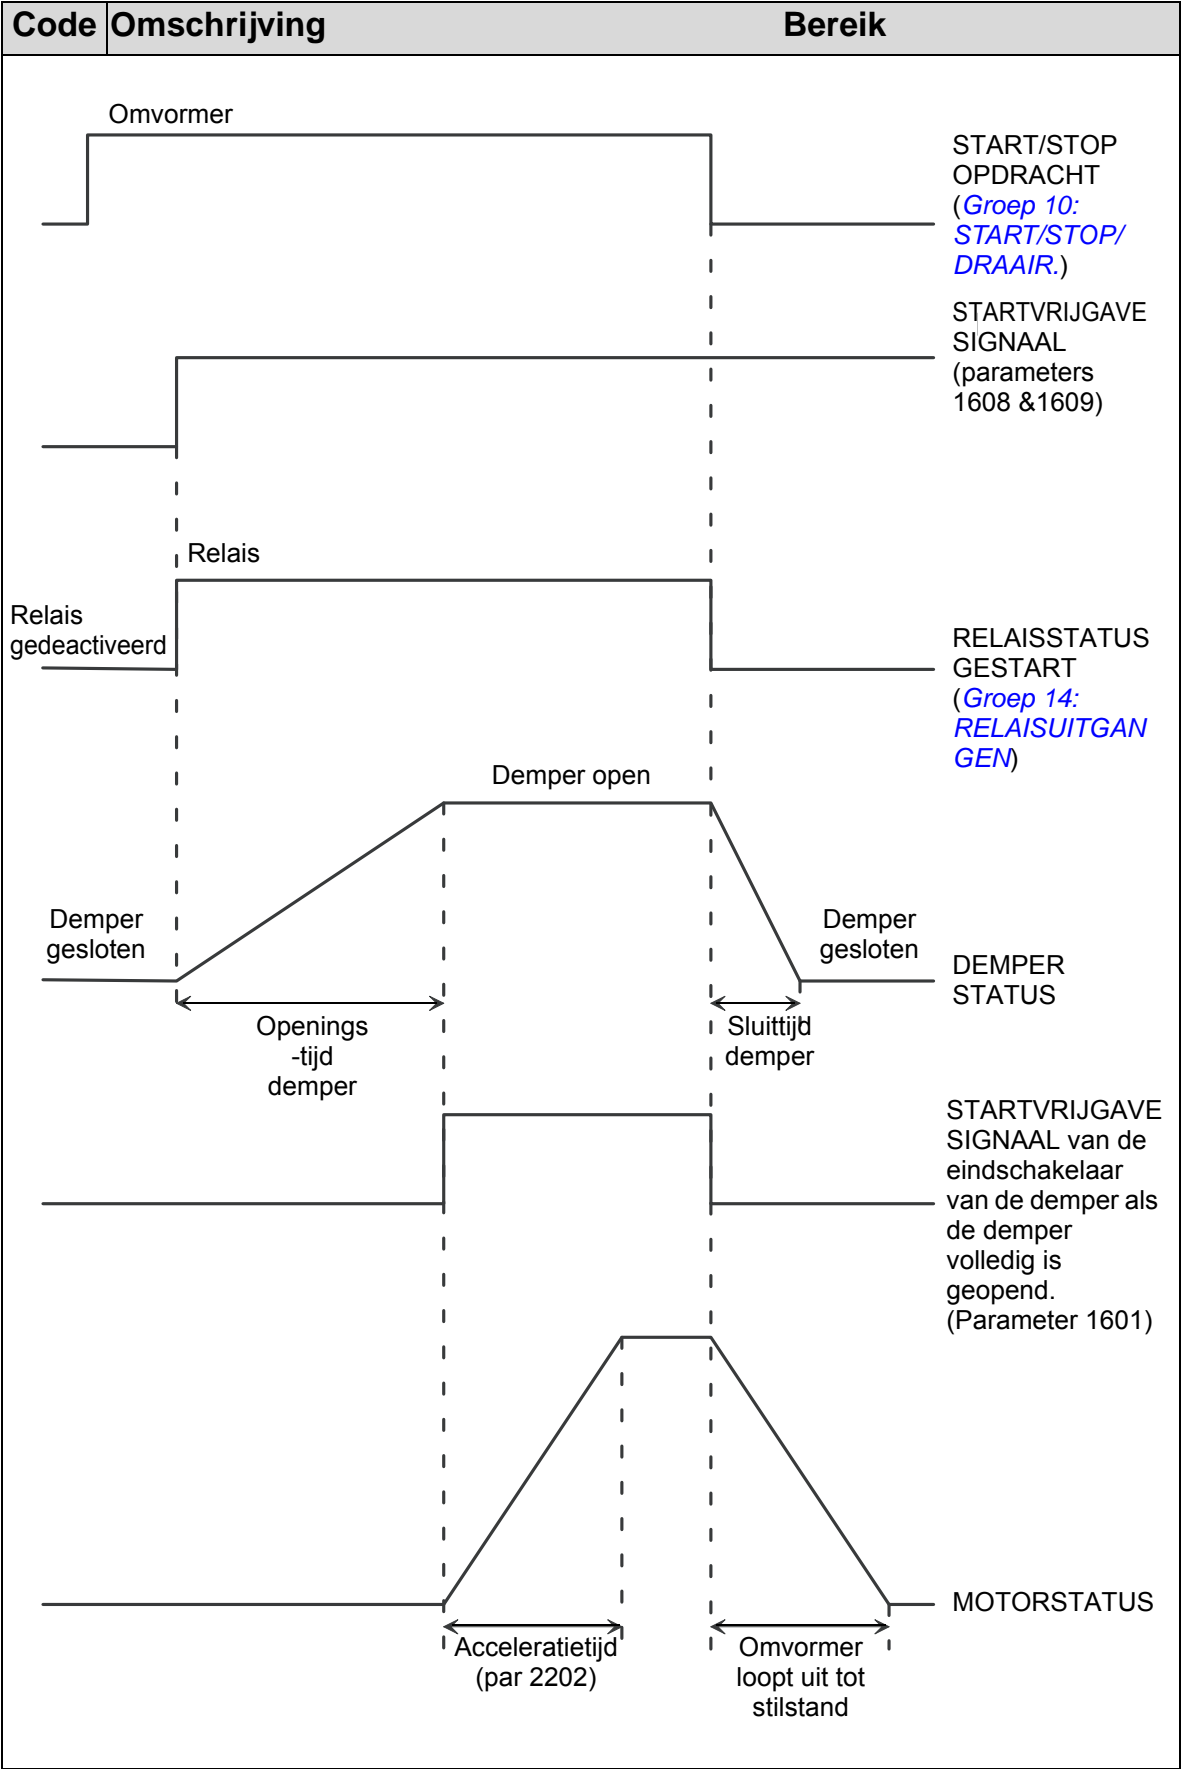 Code Omschrijving Bereik
Omvormer
START/STOP
OPDRACHT
(Groep 10:
START/STOP/
DRAAIR.)
STARTVRIJGAVE
SIGNAAL
(parameters
1608 &1609)
Relais
Relais
gedeactiveerd
RELAISSTATUS
GESTART
(Groep 14:
RELAISUITGAN
GEN)
Demper open
Demper
gesloten
Demper
gesloten
DEMPER
STATUS
Openings
-tijd
demper
Sluittijd
demper
STARTVRIJGAVE
SIGNAAL van de
eindschakelaar
van de demper als
de demper
volledig is
geopend.
(Parameter 1601)
MOTORSTATUS
Acceleratietijd
(par 2202)
Omvormer
loopt uit tot
stilstand